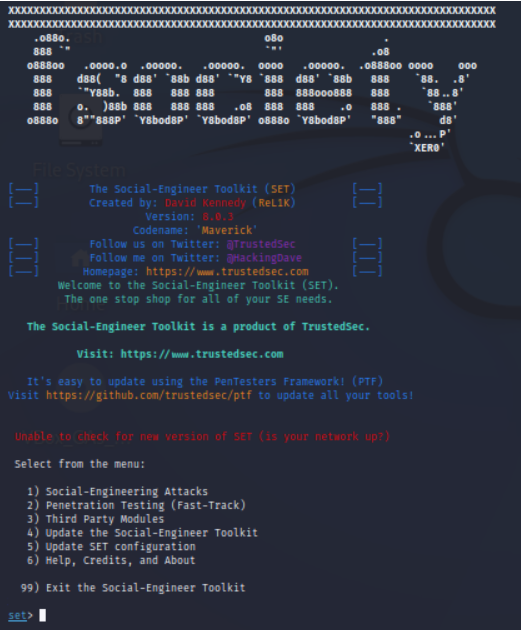 XXXXXXXXXXXXXXXXXXXXXXXXXXXXXXXXXXXXXXXXXXXXXXXXXXXXXXXXXXXXXXXXXXXXXXXXXXXXXX
XXXXXXXXXXXXXXXXXXXXXXXXXXXXXXXXXXXXXXXXXXXXXXXXXXXXXXXXXXXXXXXXXXXXXXXXXXXXXX
    .o88o.                               o8o                .
    888 `"                               `"'              .o8
   o888oo   .oooo.o  .ooooo.   .ooooo.  oooo   .ooooo.  .o888oo oooo    ooo
    888    d88(  "8 d88' `88b d88' `"Y8 `888  d88' `88b   888    `88.  .8'
    888    `"Y88b.  888   888 888        888  888ooo888   888     `88..8'
    888    o.  )88b 888   888 888   .o8  888  888    .o   888 .    `888'
   o888o   8""888P' `Y8bod8P' `Y8bod8P' o888o `Y8bod8P'   "888"      d8'
                                                                .o...P'
                                                                `XER0'
File System
Home
[---]        The Social-Engineer Toolkit (SET)         [---]
[---]        Created by: David Kennedy (ReL1K)         [---]
                      Version: 8.0.3
                    Codename: 'Maverick'
[---]        Follow us on Twitter: @TrustedSec         [---]
[---]        Follow me on Twitter: @HackingDave        [---]
[---]       Homepage: https://www.trustedsec.com       [---]
        Welcome to the Social-Engineer Toolkit (SET).
         The one stop shop for all of your SE needs.
   The Social-Engineer Toolkit is a product of TrustedSec.
           Visit: https://www.trustedsec.com
   It's easy to update using the PenTesters Framework! (PTF)
Visit https://github.com/trustedsec/ptf to update all your tools!
 Unable to check for new version of SET (is your network up?)
 Select from the menu:
   1) Social-Engineering Attacks
   2) Penetration Testing (Fast-Track)
   3) Third Party Modules
   4) Update the Social-Engineer Toolkit
   5) Update SET configuration
   6) Help, Credits, and About
  99) Exit the Social-Engineer Toolkit
set>